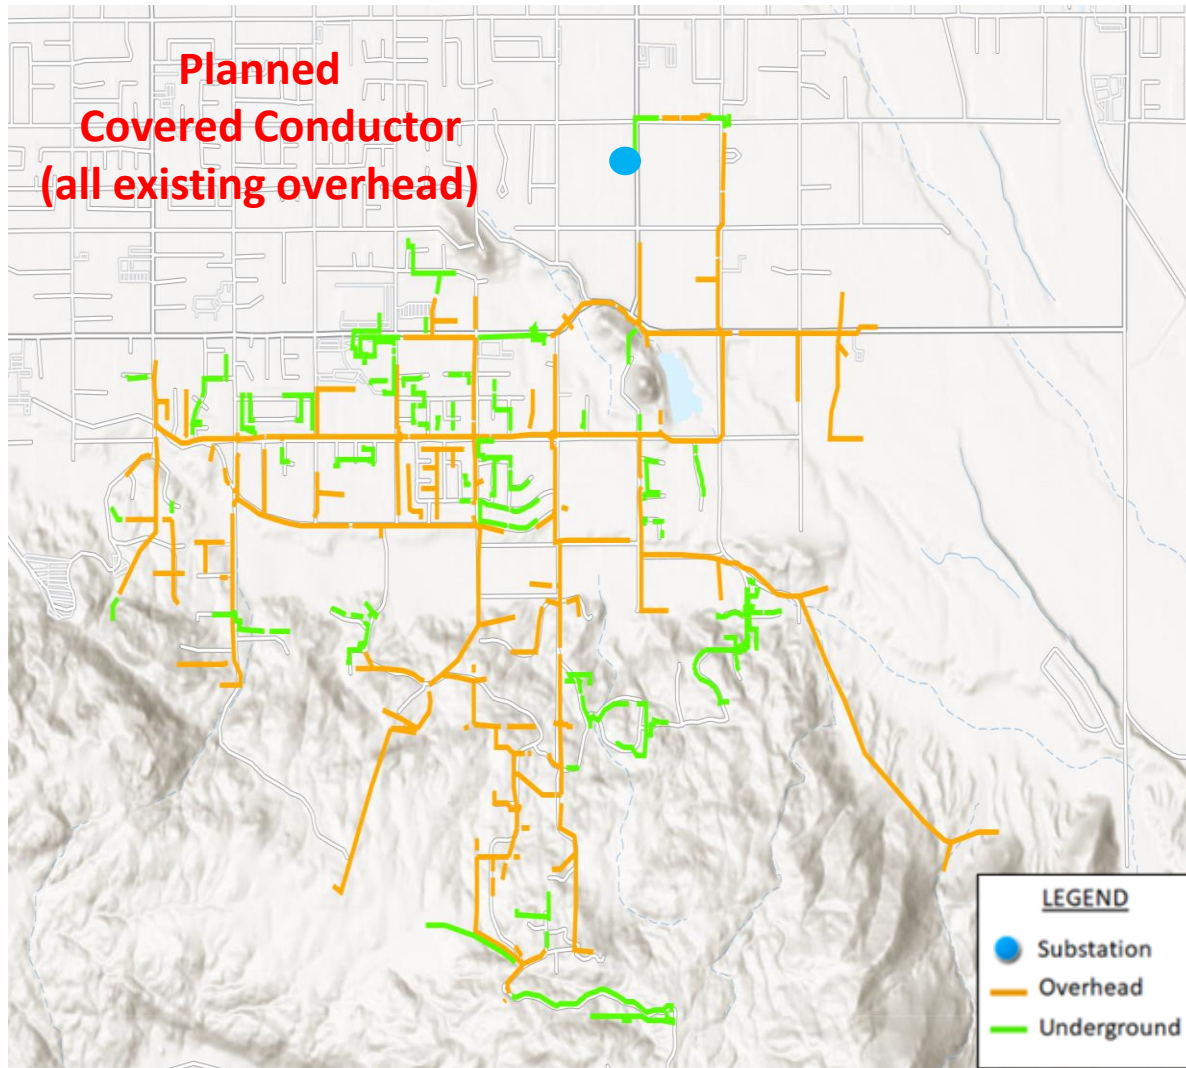 Planned
Covered Conductor
(all existing overhead)
LEGEND
Substation
Overhead
Underground